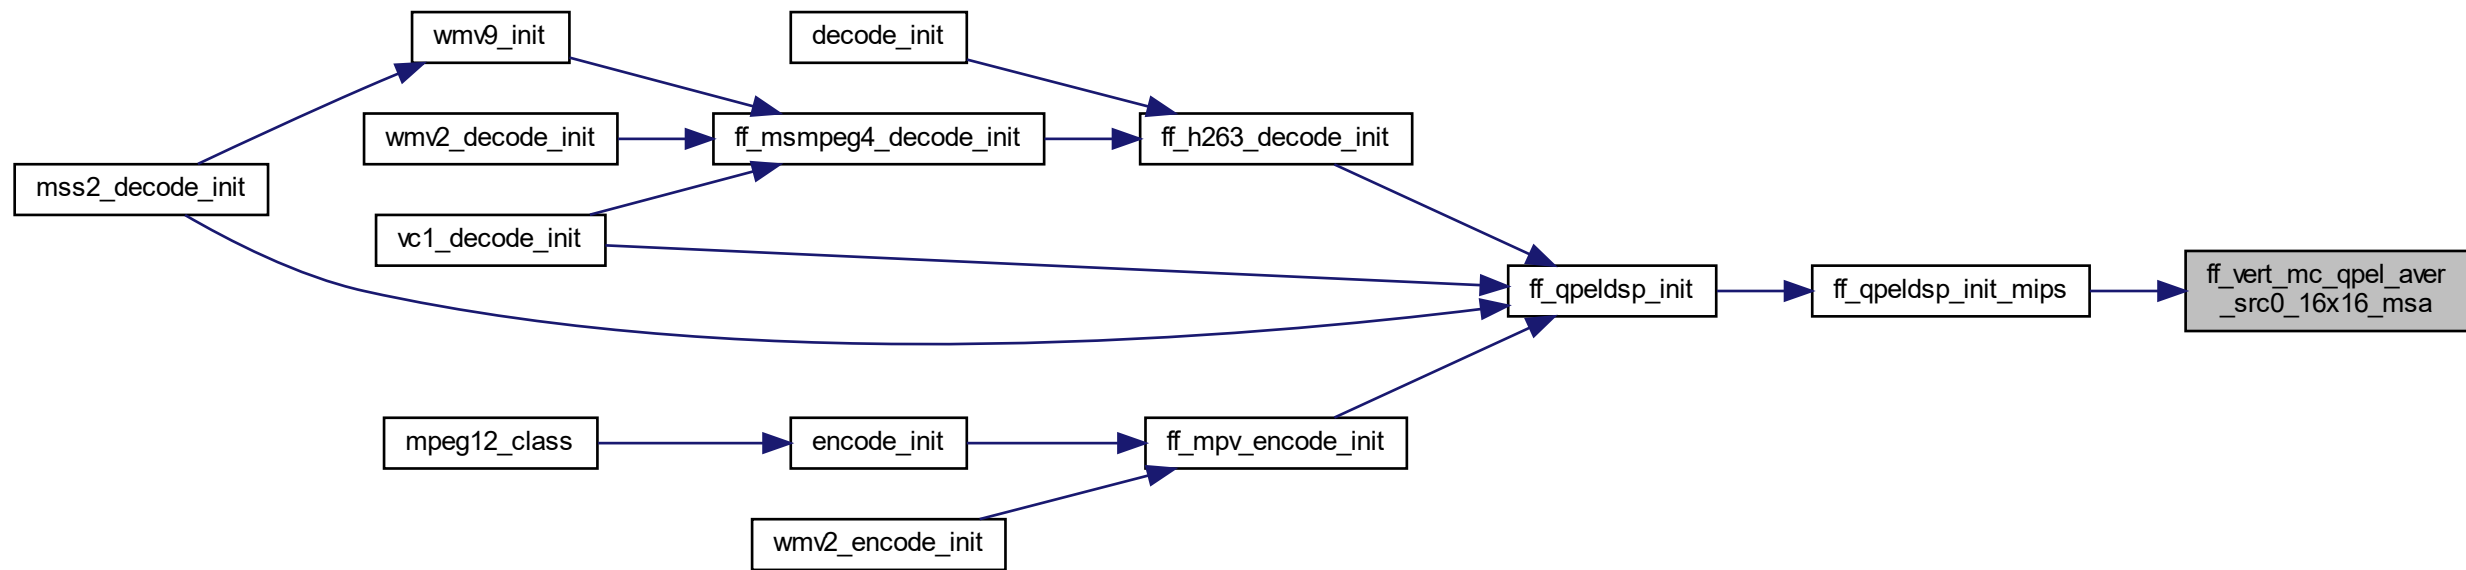 wmv9_init
decode_init
wmv2_decode_init
ff_msmpeg4_decode_init
ff_h263_decode_init
mss2_decode_init
vc1_decode_init
ff_qpeldsp_init
ff_qpeldsp_init_mips
ff_vert_mc_qpel_aver
_src0_16x16_msa
mpeg12_class
encode_init
ff_mpv_encode_init
wmv2_encode_init